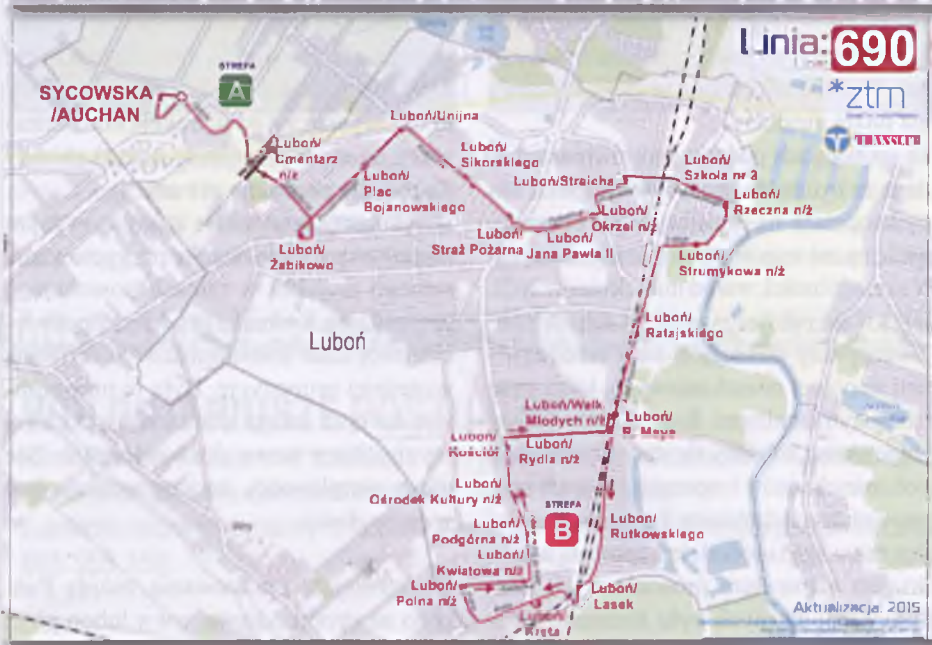 Linia: 690
*ztm
STREFA
A
SYCOWSKA
/AUCHAN
Luboń/
Cmentarz
n/ż
Luboń/Unijna
Luboń/
Plac
Bojanowskiego
Luboń/
Żabikowo
Luboń/
Sikorskiego
Luboń/
Straż Pożarna
Luboń/
Jana Pawła II
Luboń/Streicha
Luboń/
Okrzei n/ż
Luboń/
Szkoła nr 3
Luboń/
Rzeczna n/ż
Luboń/
Strumykowa n/ż
Luboń/
Ratajskiego
Luboń
Luboń/Walk
Młodych n/ż
Luboń/
Luboń/
Kościół
Luboń/
Rydla n/ż
Luboń/
Ośrodek Kultury n/ż
STREFA
B
Luboń/
Podgórna n/ż
Luboń/
Kwiatowa n/ż
Luboń/
Polna n/ż
Luboń/
Rutkowskiego
Luboń/
Lasek
Luboń/
Kręta
Aktualizacja. 2015